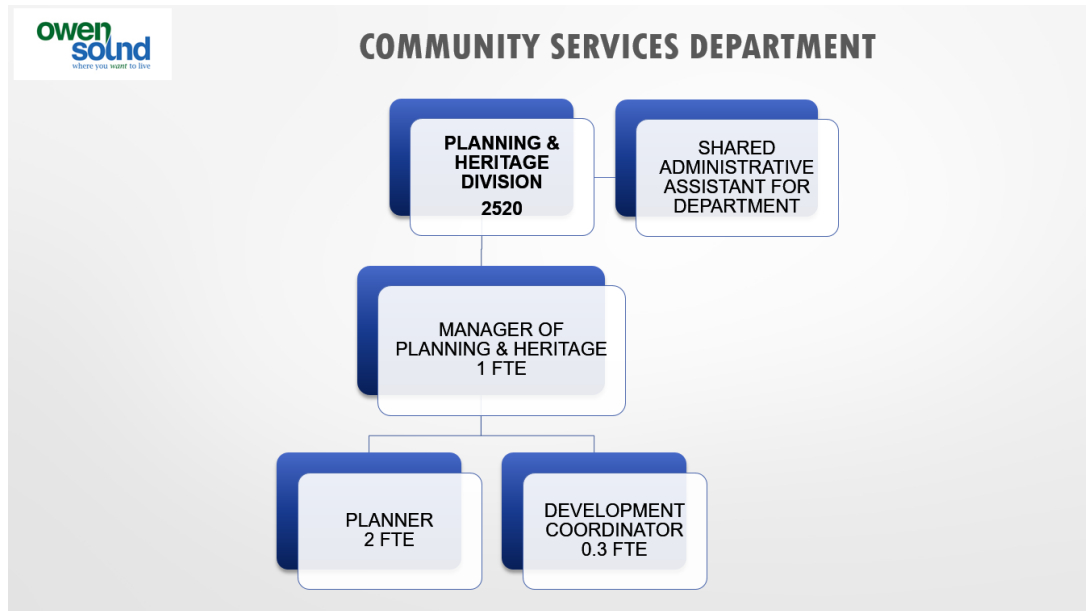 owen
sound
where you want to live
COMMUNITY SERVICES DEPARTMENT
PLANNING &
HERITAGE
DIVISION
2520
SHARED
ADMINISTRATIVE
ASSISTANT FOR
DEPARTMENT
MANAGER OF
PLANNING & HERITAGE
1 FTE
PLANNER
2 FTE
DEVELOPMENT
COORDINATOR
0.3 FTE